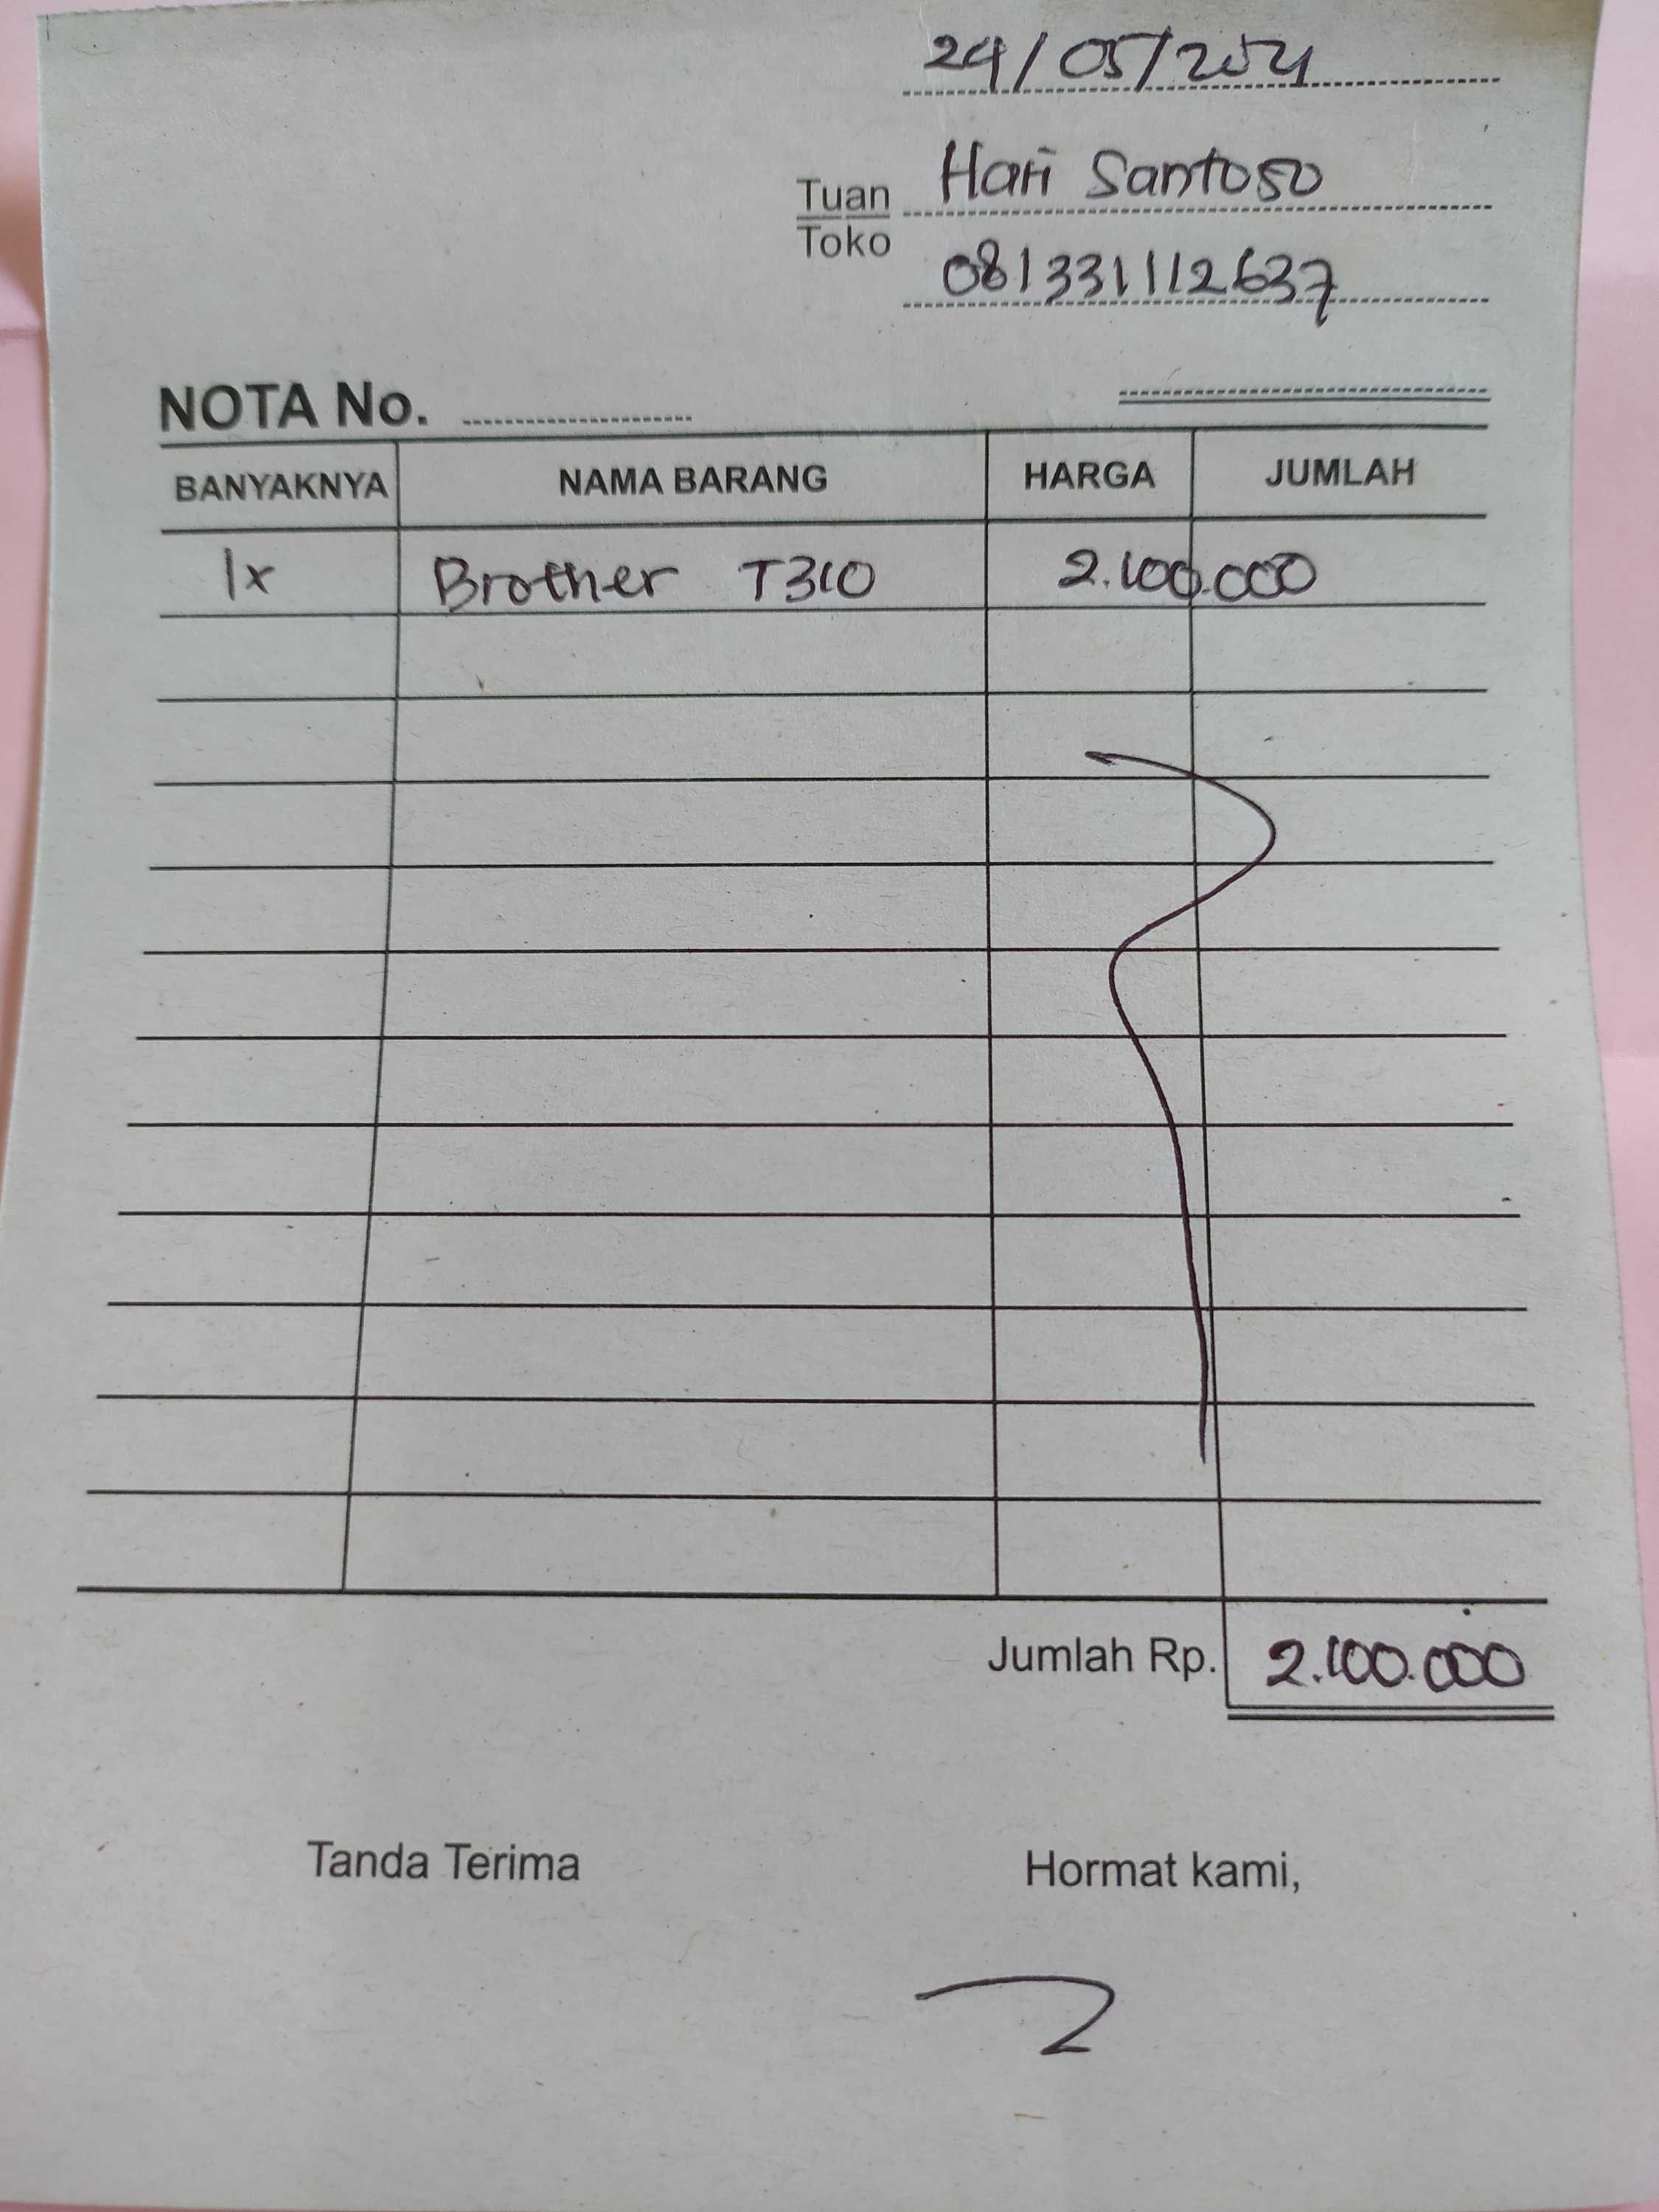 24/05/2021
Tuan Hari Santoso
Toko
081331112637
NOTA No.
BANYAKNYA NAMA BARANG HARGA JUMLAH
1x Brother T310 2.100.000
Jumlah Rp. 2.100.000
Tanda Terima Hormat kami,